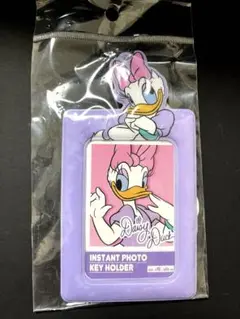 Daisy
Duck
INSTANT PHOTO
KEY HOLDER